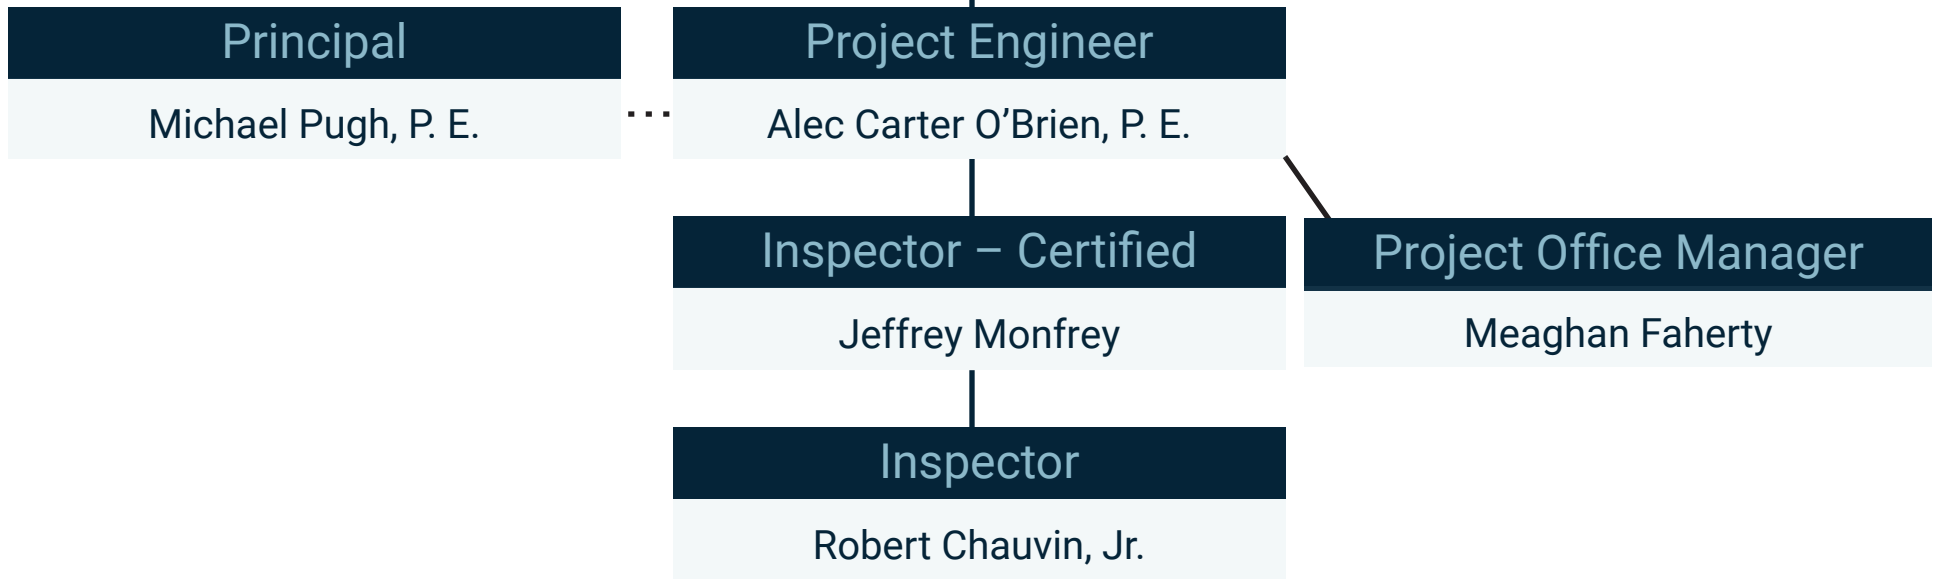 Principal
Michael Pugh, P. E.
Project Engineer
Alec Carter O’Brien, P. E.
Inspector – Certified
Jeffrey Monfrey
Project Office Manager
Meaghan Faherty
Inspector
Robert Chauvin, Jr.